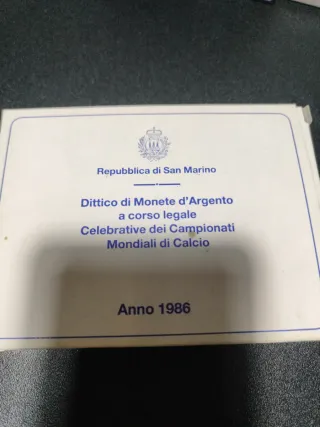 Repubblica di San Marino
Dittico di Monete d'Argento
a corso legale
Celebrative dei Campionati
Mondiali di Calcio
Anno 1986